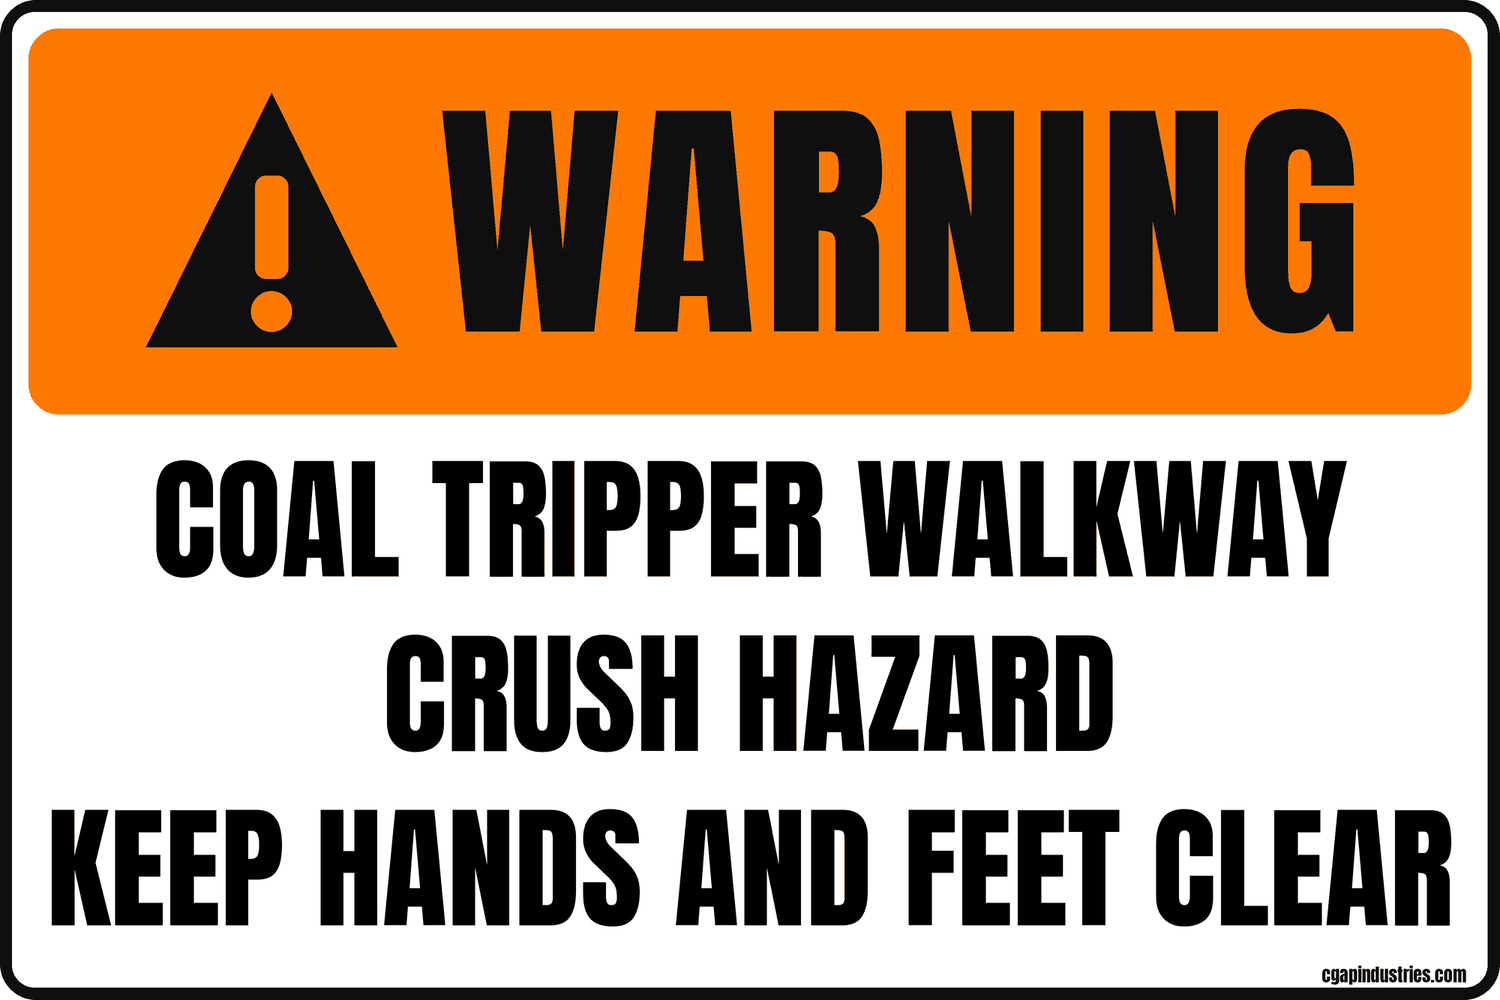 WARNING
COAL TRIPPER WALKWAY
CRUSH HAZARD
KEEP HANDS AND FEET CLEAR
cgapindustries.com